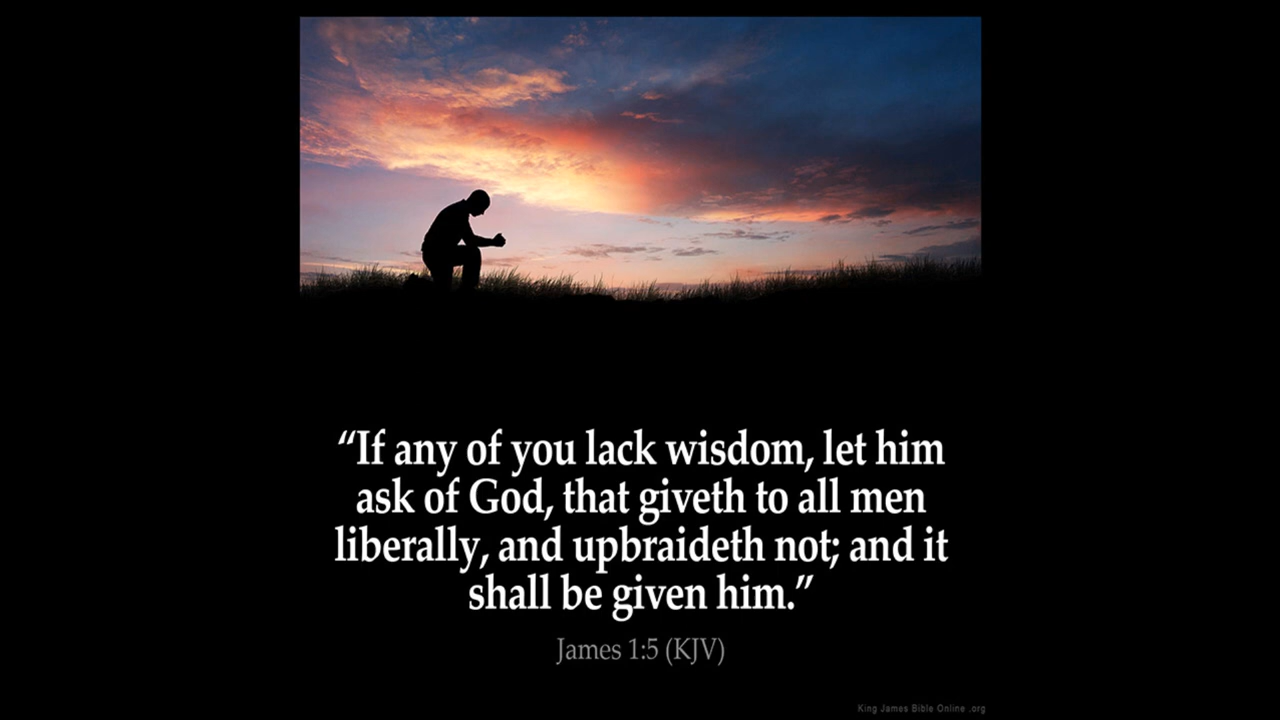 “If any of you lack wisdom, let him
ask of God, that giveth to all men
liberally, and upbraideth not; and it
shall be given him.”
James 1:5 (KJV)
King James Bible Online .org